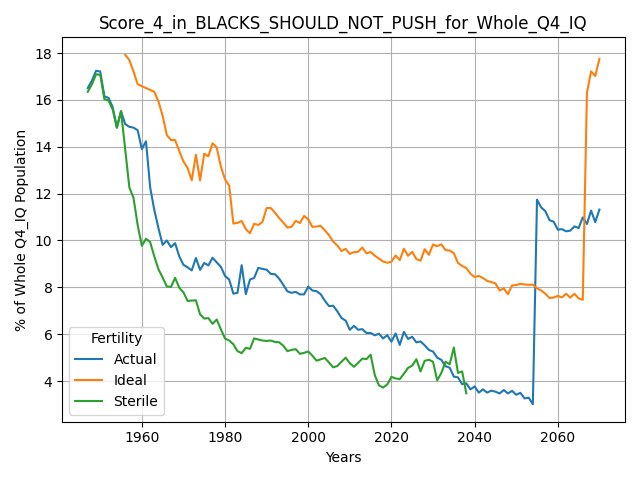 Score_4_in_BLACKS_SHOULD_NOT_PUSH_for_Whole_Q4_IQ
% of Whole Q4_IQ Population
18
16
14
12
10
8
6
4
Fertility
Actual
Ideal
Sterile
1960
1980
2000
2020
2040
2060
Years